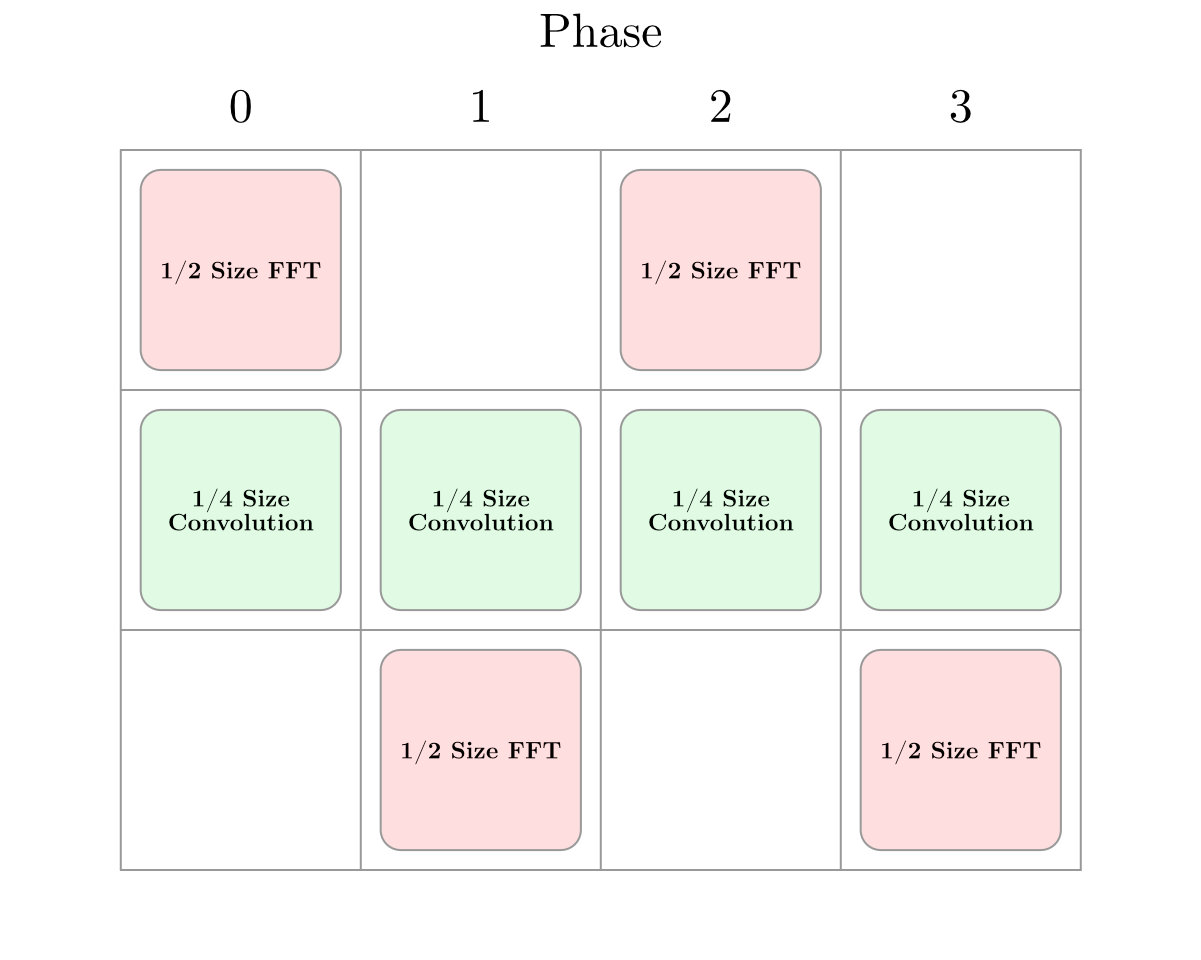 Phase
0 1 2 3
1/2 Size FFT 1/2 Size FFT
1/4 Size 1/4 Size 1/4 Size 1/4 Size
Convolution Convolution Convolution Convolution
1/2 Size FFT 1/2 Size FFT